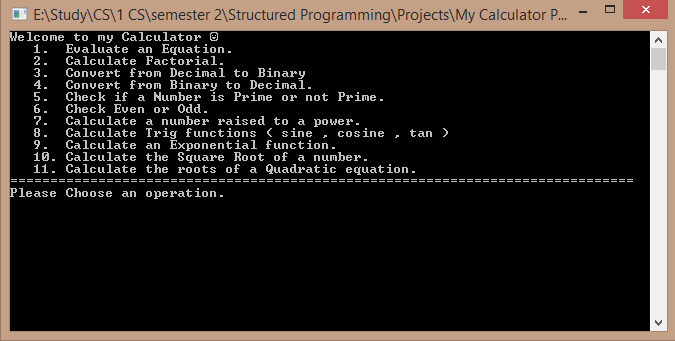 E:\Study\CS\1 CS\semester 2\Structured Programming\Projects\My Calculator P...
Welcome to my Calculator ☺
1. Evaluate an Equation.
2. Calculate Factorial.
3. Convert from Decimal to Binary
4. Convert from Binary to Decimal.
5. Check if a Number is Prime or not Prime.
6. Check Even or Odd.
7. Calculate a number raised to a power.
8. Calculate Trig functions ( sine , cosine , tan )
9. Calculate an Exponential function.
10. Calculate the Square Root of a number.
11. Calculate the roots of a Quadratic equation.
==============================================================================
Please Choose an operation.